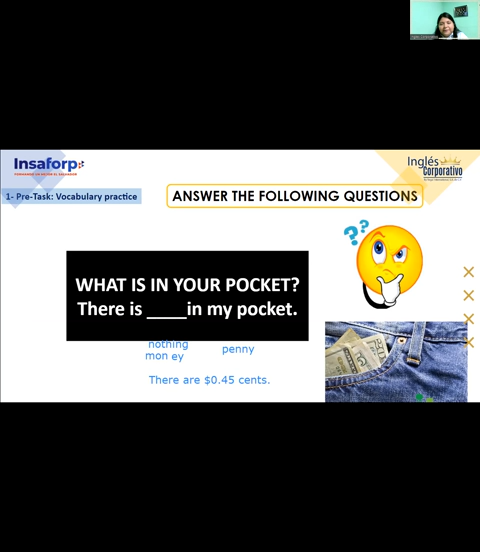 Insaforp
Inglés
Corporativo
1- Pre-Task: Vocabulary practice
ANSWER THE FOLLOWING QUESTIONS
??
WHAT IS IN YOUR POCKET?
There is ____in my pocket.
nothing
mon ey
penny
There are $0.45 cents.